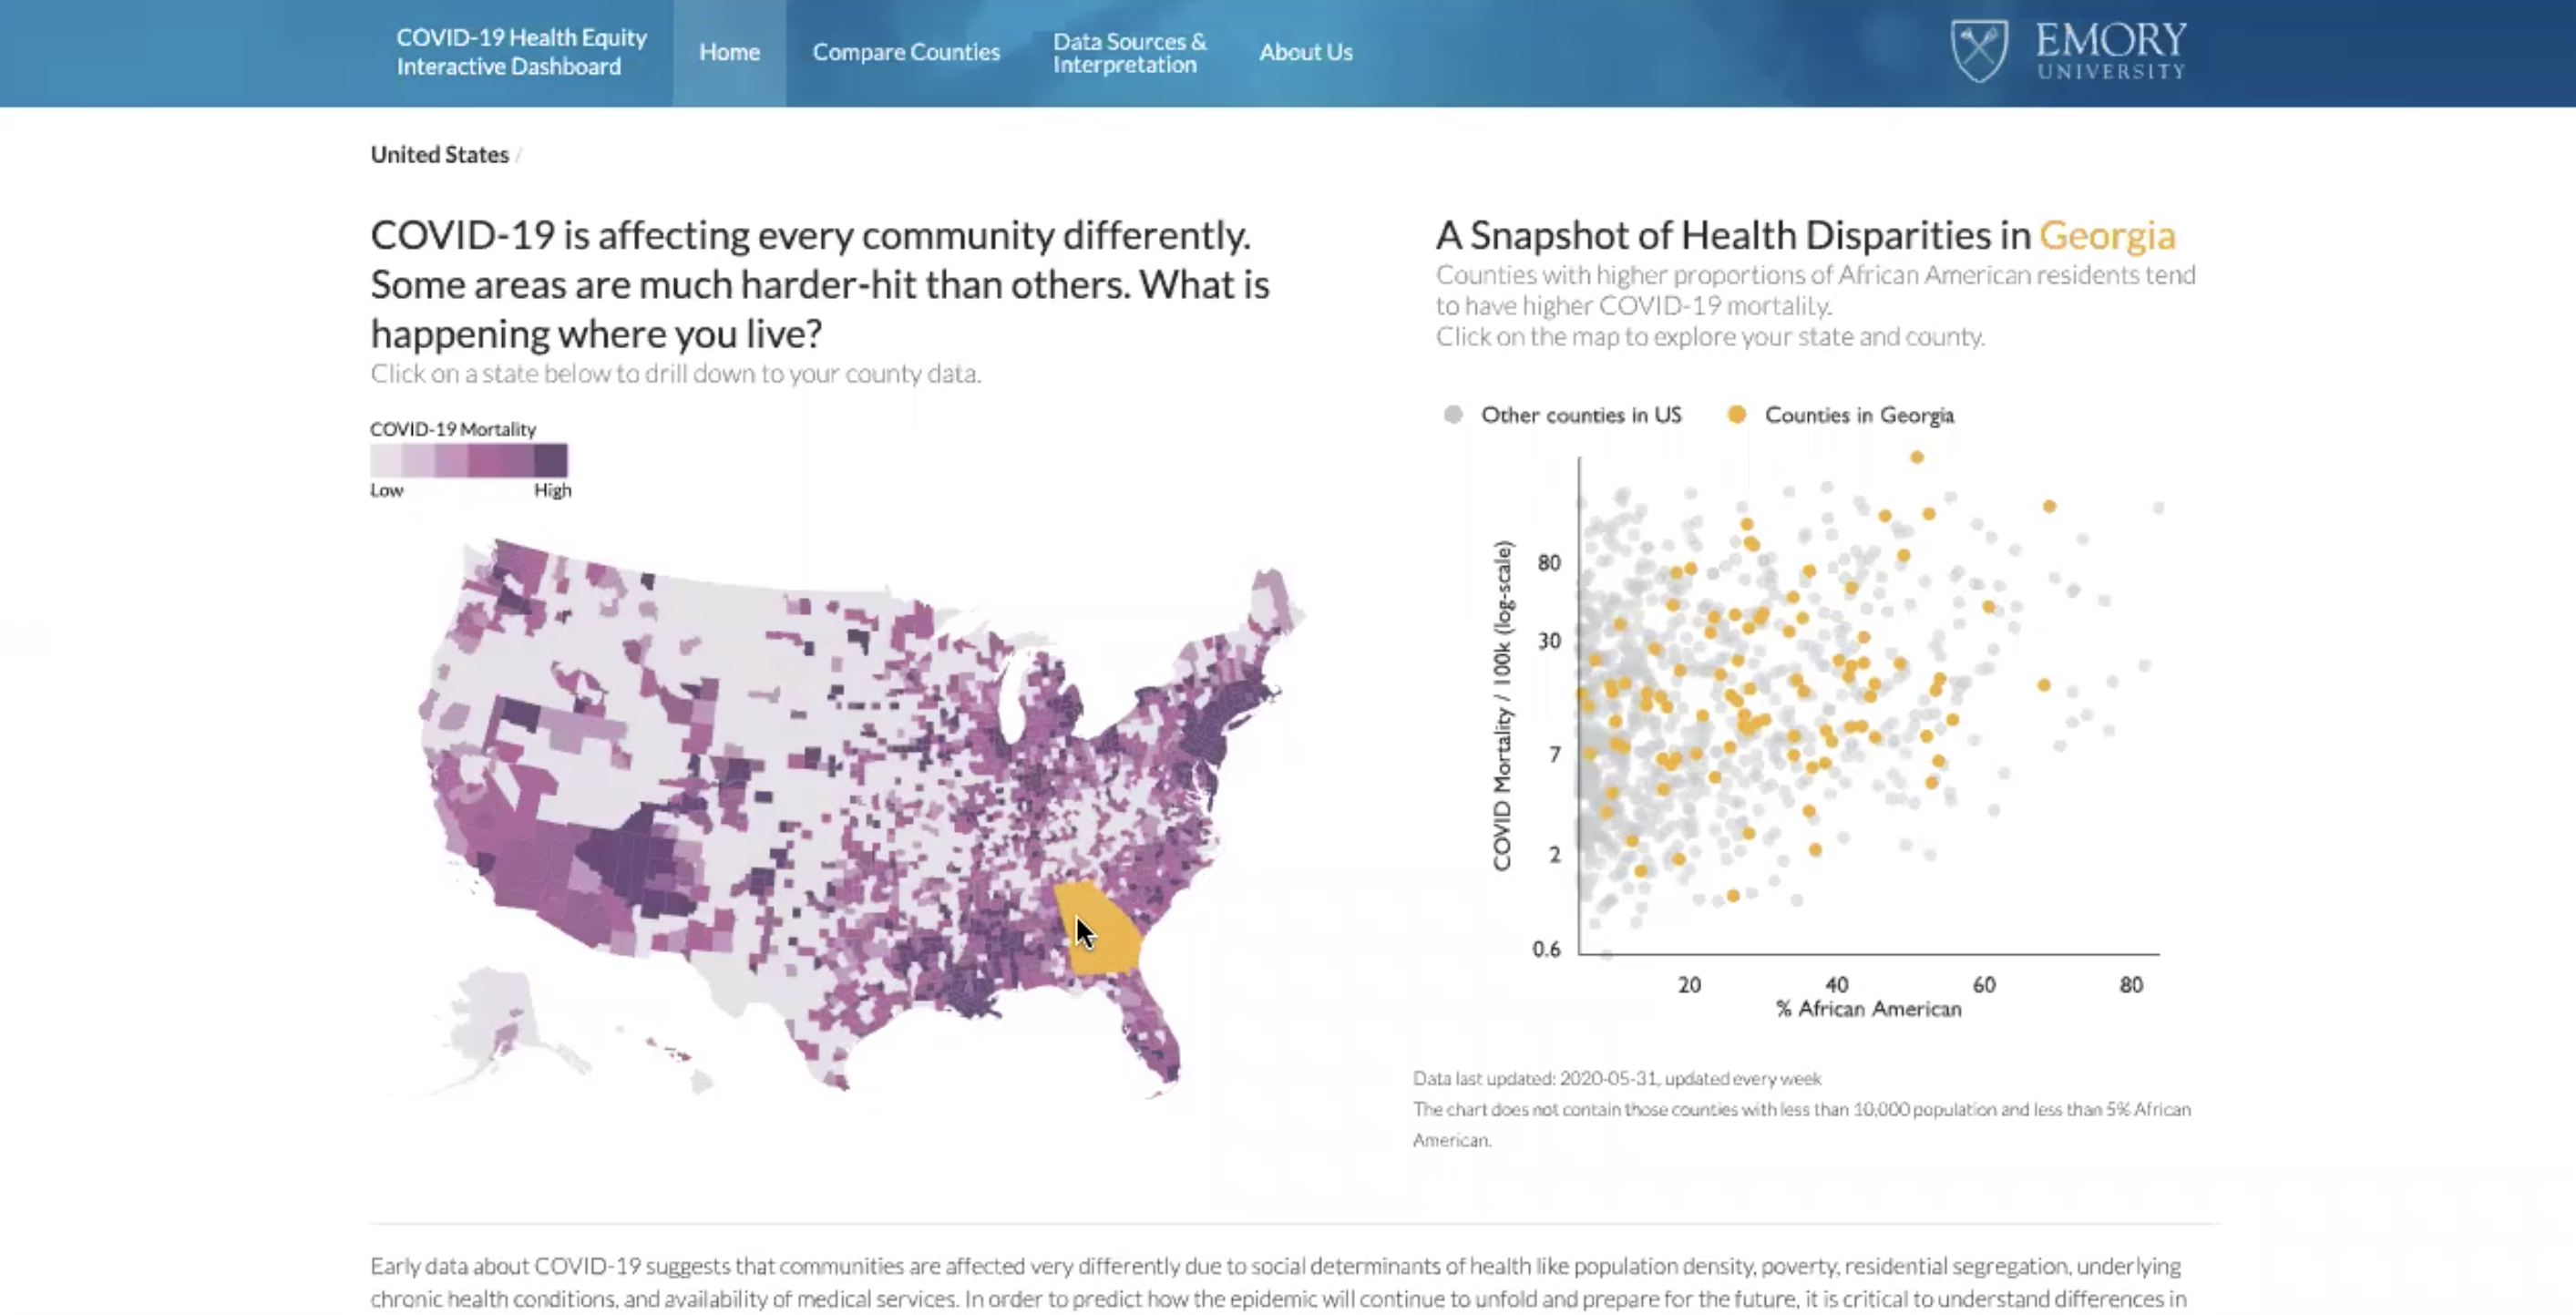 COVID-19 Health Equity
Interactive Dashboard
Home
Compare Counties
Data Sources &
Interpretation
About Us
EMORY
UNIVERSITY
United States /
COVID-19 is affecting every community differently.
Some areas are much harder-hit than others. What is
happening where you live?
Click on a state below to drill down to your county data.
COVID-19 Mortality
Low High
A Snapshot of Health Disparities in Georgia
Counties with higher proportions of African American residents tend
to have higher COVID-19 mortality.
Click on the map to explore your state and county.
Other counties in US Counties in Georgia
COVID Mortality / 100k (log-scale)
80
30
7
2
0.6
20 40 60 80
% African American
Data last updated: 2020-05-31, updated every week
The chart does not contain those counties with less than 10,000 population and less than 5% African
American.
Early data about COVID-19 suggests that communities are affected very differently due to social determinants of health like population density, poverty, residential segregation, underlying
chronic health conditions, and availability of medical services. In order to predict how the epidemic will continue to unfold and prepare for the future, it is critical to understand differences in